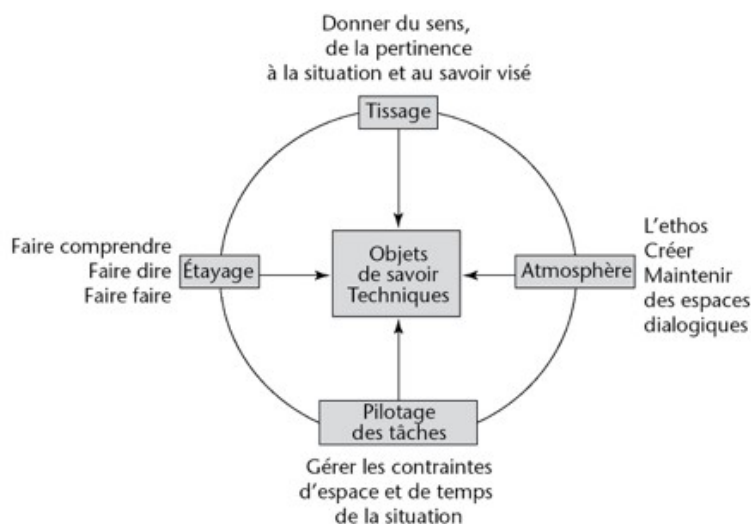 Donner du sens,
de la pertinence
à la situation et au savoir visé
Tissage
Faire comprendre
Faire dire
Faire faire
Étayage
Objets
de savoir
Techniques
Atmosphère
L'ethos
Créer
Maintenir
des espaces
dialogiques
Pilotage
des tâches
Gérer les contraintes
d'espace et de temps
de la situation